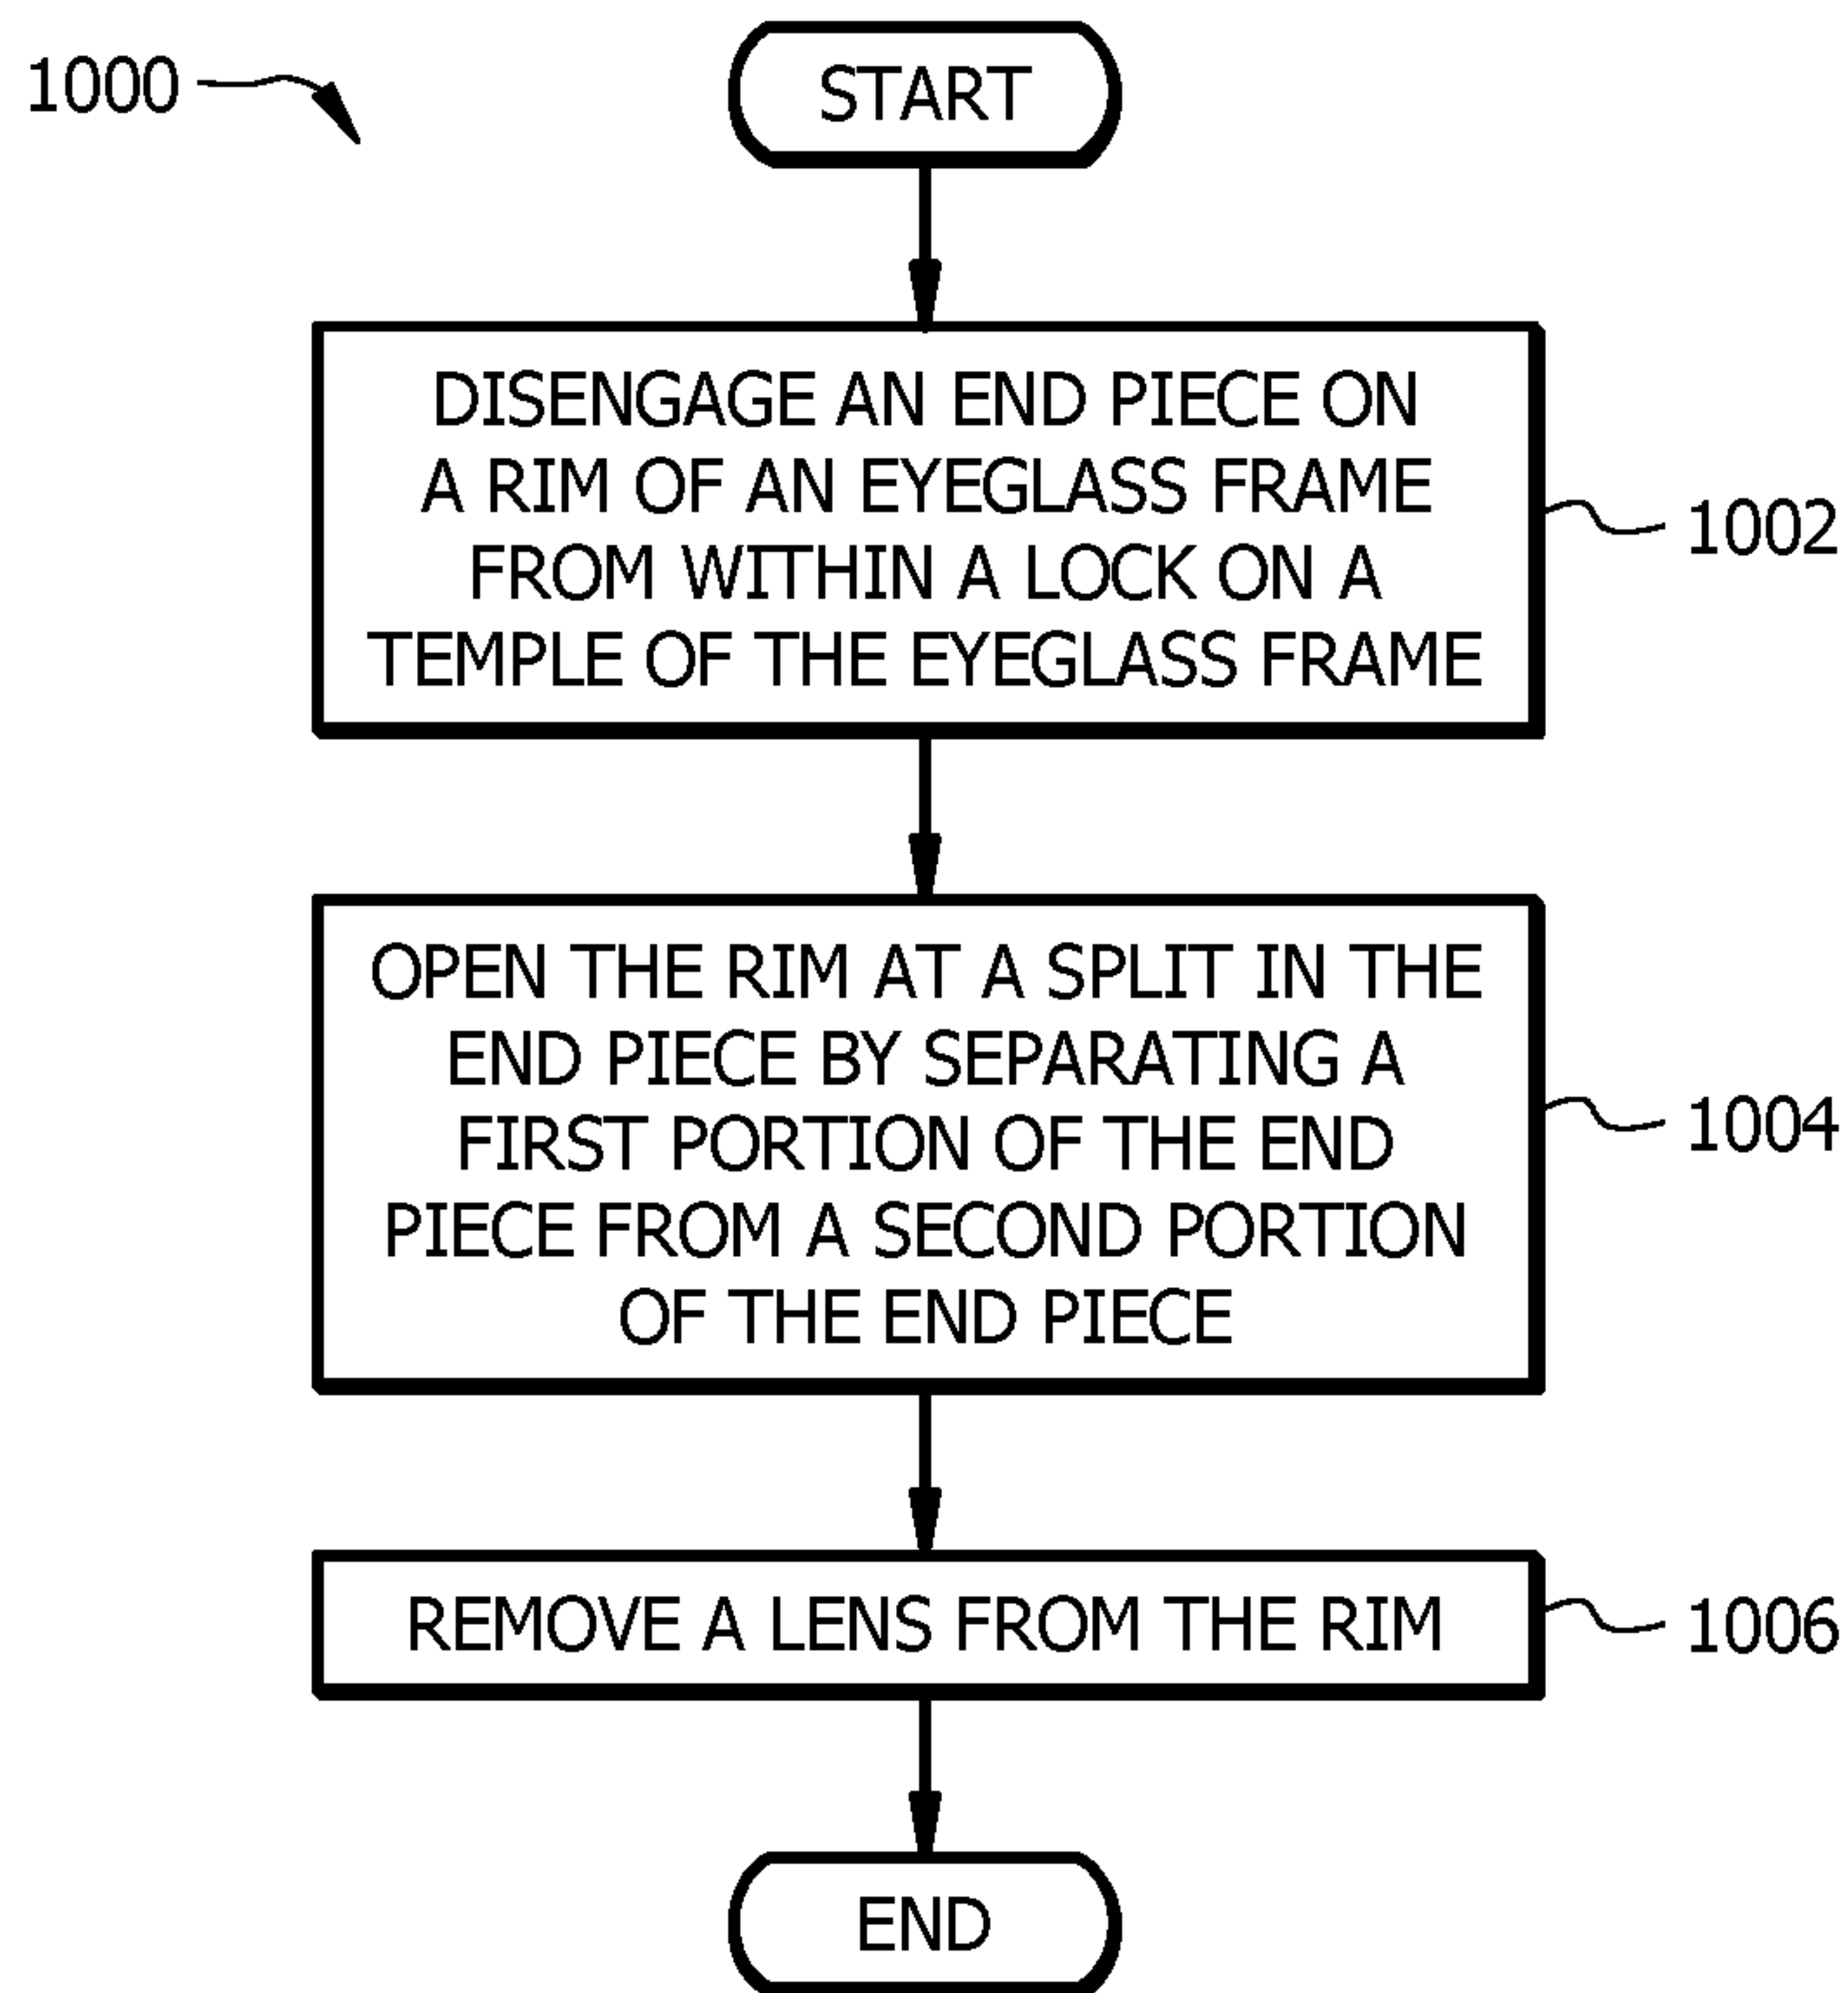 1000
START
DISENGAGE AN END PIECE ON
A RIM OF AN EYEGLASS FRAME
FROM WITHIN A LOCK ON A
TEMPLE OF THE EYEGLASS FRAME
1002
OPEN THE RIM AT A SPLIT IN THE
END PIECE BY SEPARATING A
FIRST PORTION OF THE END
PIECE FROM A SECOND PORTION
OF THE END PIECE
1004
REMOVE A LENS FROM THE RIM
1006
END